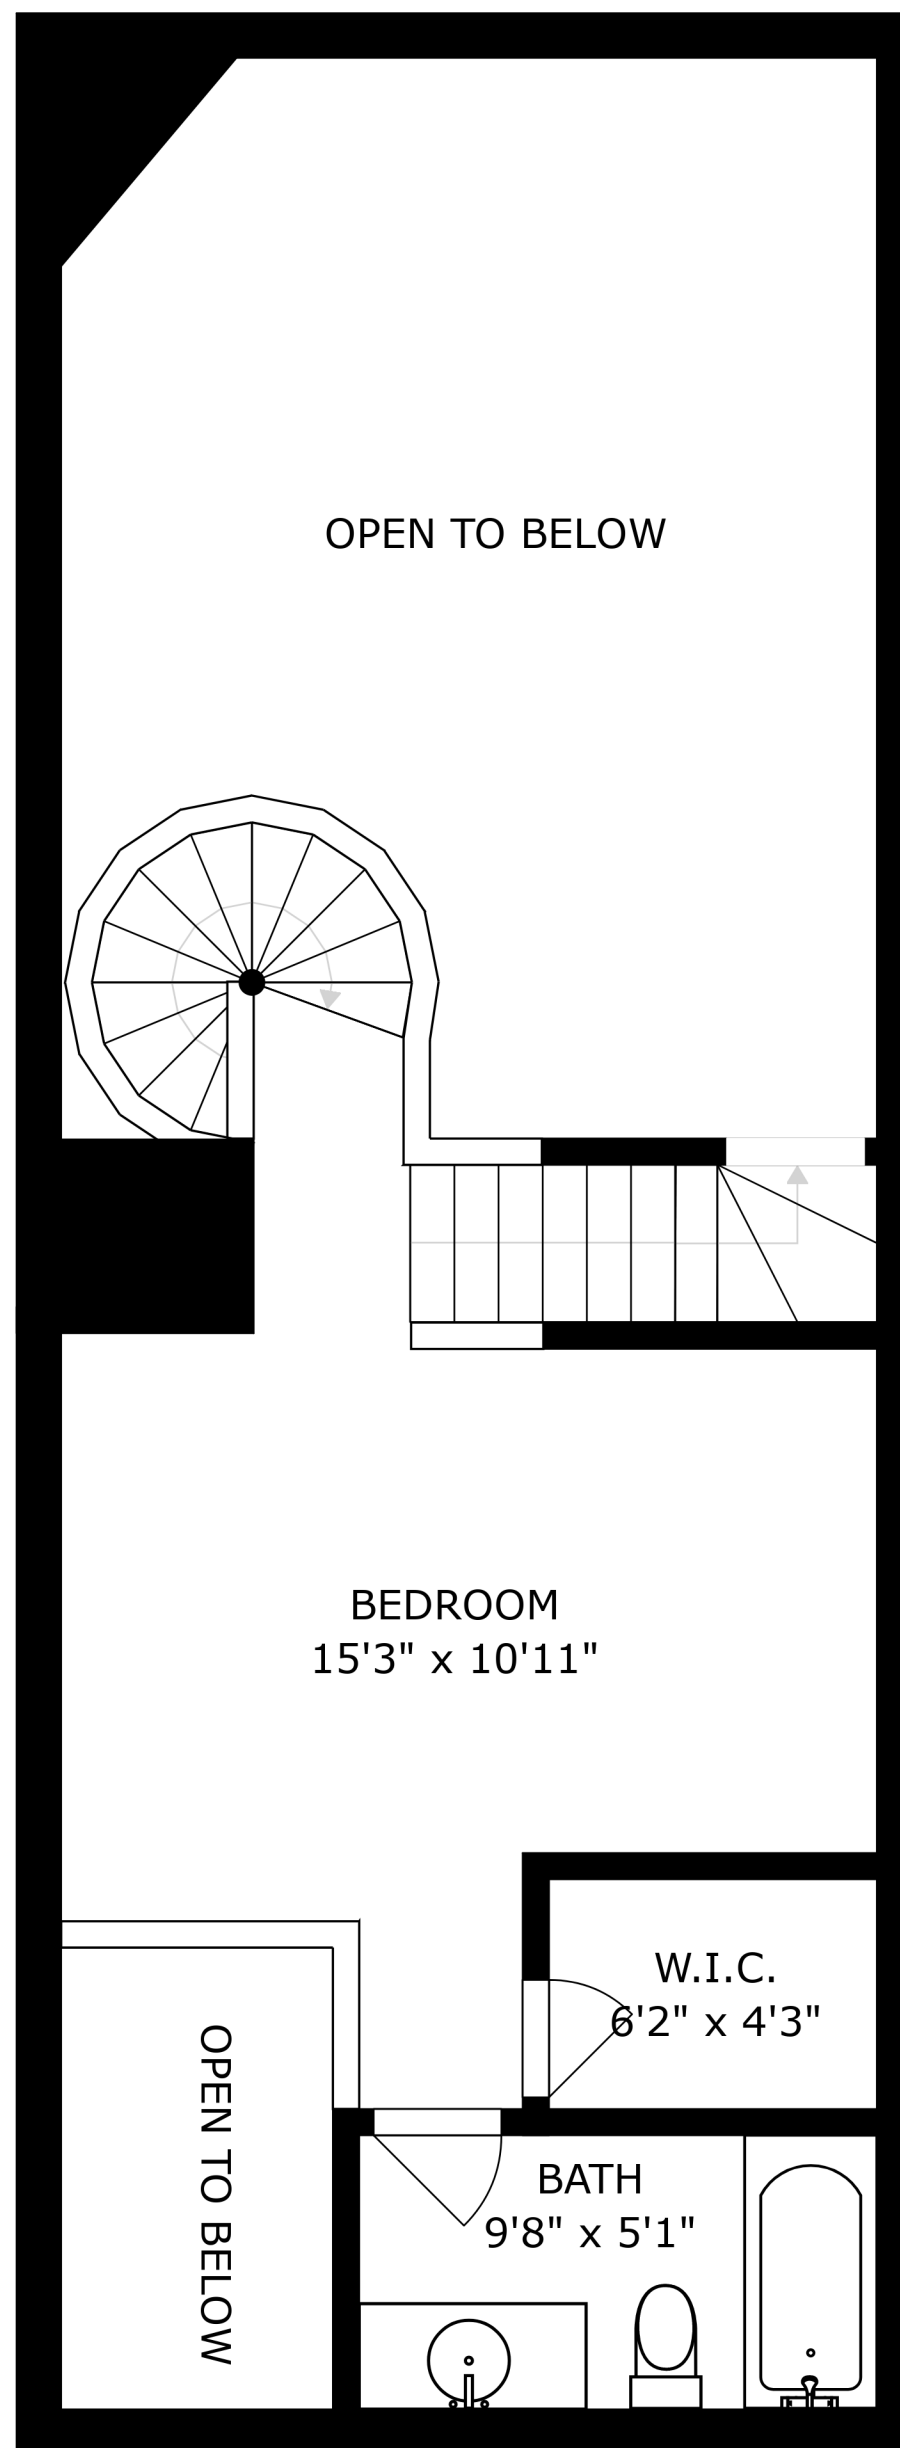 OPEN TO BELOW
BEDROOM
15'3" x 10'11"
W.I.C.
6'2" x 4'3"
OPEN TO BELOW
BATH
9'8" x 5'1"